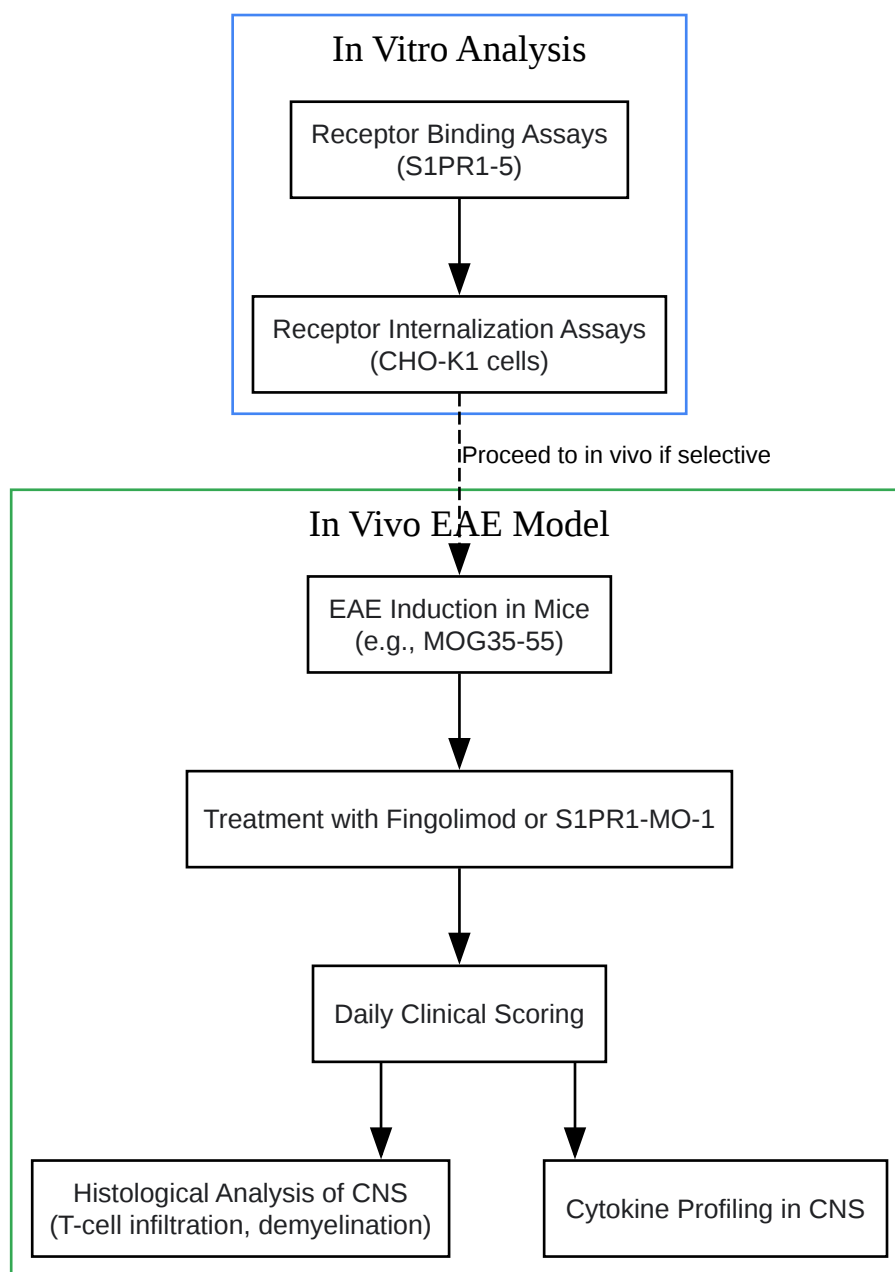 In Vitro Analysis
Receptor Binding Assays
(S1PR1-5)
Receptor Internalization Assays
(CHO-K1 cells)
Proceed to in vivo if selective
In Vivo EAE Model
EAE Induction in Mice
(e.g., MOG35-55)
Treatment with Fingolimod or S1PR1-MO-1
Daily Clinical Scoring
Histological Analysis of CNS
(T-cell infiltration, demyelination)
Cytokine Profiling in CNS